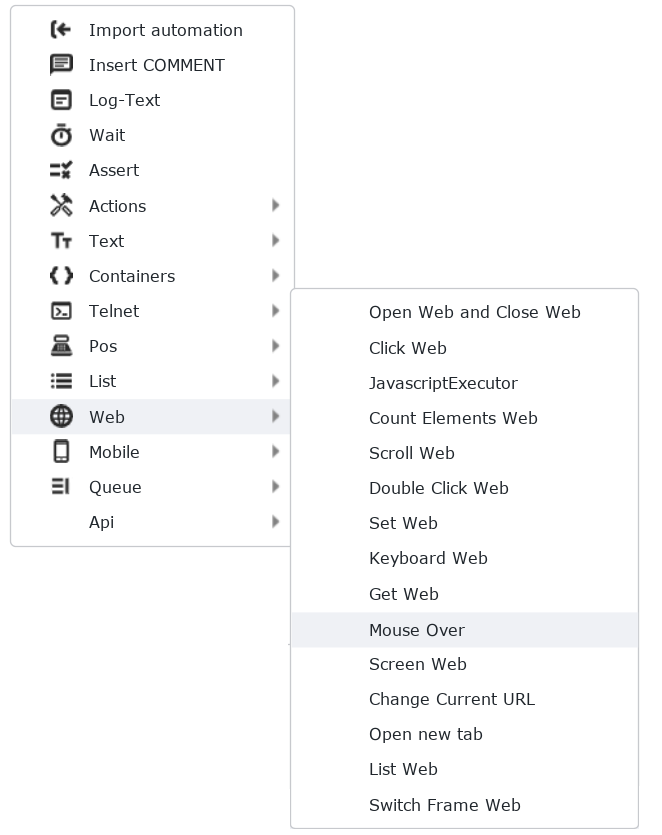 Import automation
Insert COMMENT
Log-Text
Wait
Assert
Actions
Text
Containers
Telnet
Pos
List
Web
Mobile
Queue
Api
Open Web and Close Web
Click Web
JavascriptExecutor
Count Elements Web
Scroll Web
Double Click Web
Set Web
Keyboard Web
Get Web
Mouse Over
Screen Web
Change Current URL
Open new tab
List Web
Switch Frame Web